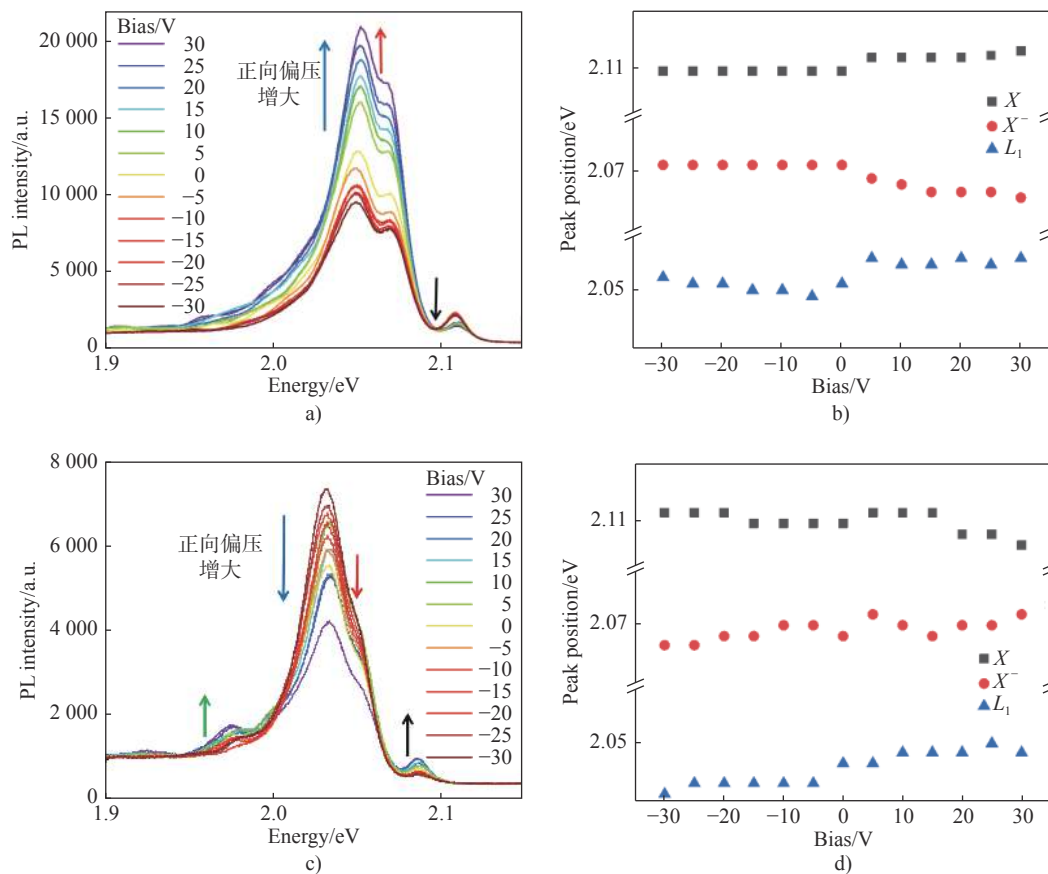 Bias/V
30
25
20
15
10
5
0
−5
−10
−15
−20
−25
−30
正向偏压
增大
20 000
15 000
10 000
5 000
0
PL intensity/a.u.
1.9
2.0
2.1
Energy/eV
a)
X
X⁻
L₁
2.11
2.07
2.05
Peak position/eV
−30
−20
−10
0
10
20
30
Bias/V
b)
Bias/V
30
25
20
15
10
5
0
−5
−10
−15
−20
−25
−30
正向偏压
增大
8 000
6 000
4 000
2 000
0
PL intensity/a.u.
1.9
2.0
2.1
Energy/eV
c)
X
X⁻
L₁
2.11
2.07
2.05
Peak position/eV
−30
−20
−10
0
10
20
30
Bias/V
d)